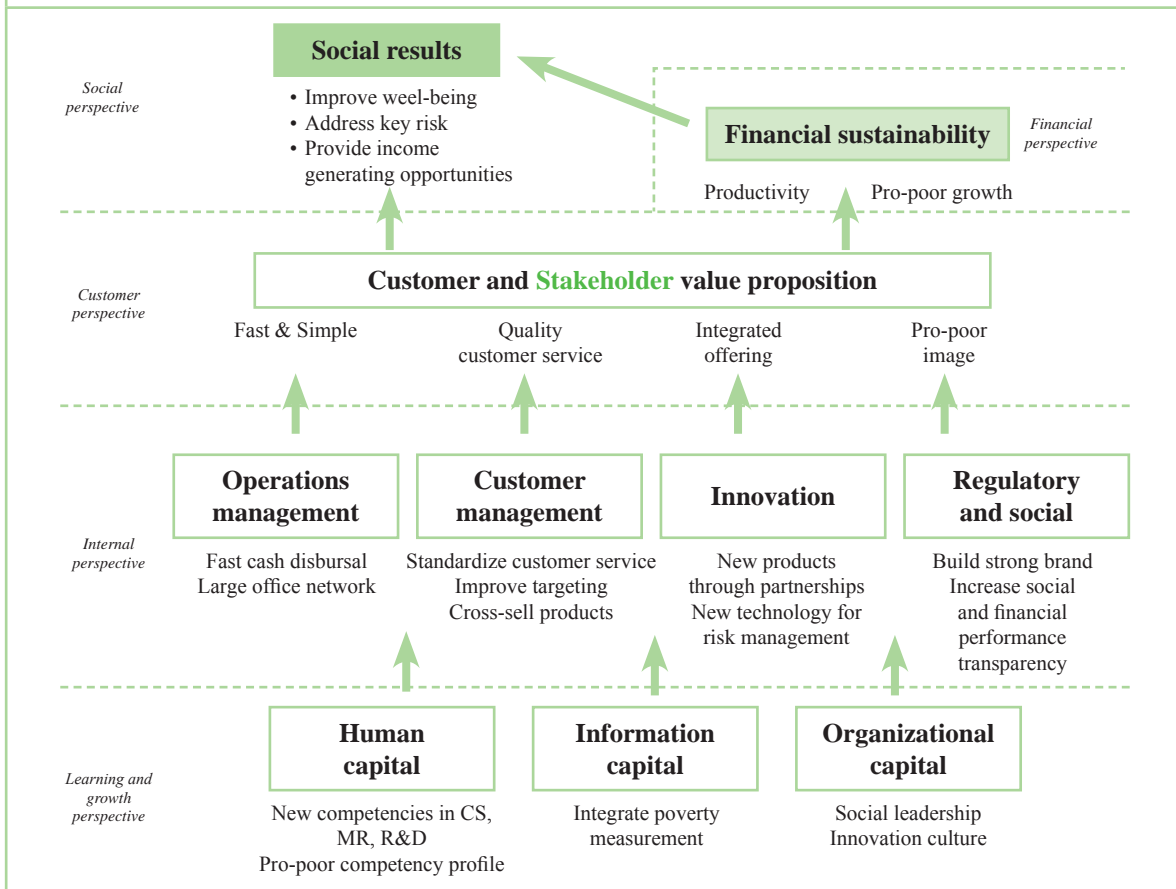 Social results
Social
perspective
• Improve weel-being
• Address key risk
• Provide income
generating opportunities
Financial sustainability
Financial
perspective
Productivity
Pro-poor growth
Customer and Stakeholder value proposition
Customer
perspective
Fast & Simple
Quality
customer service
Integrated
offering
Pro-poor
image
Operations
management
Customer
management
Innovation
Regulatory
and social
Internal
perspective
Fast cash disbursal
Large office network
Standardize customer service
Improve targeting
Cross-sell products
New products
through partnerships
New technology for
risk management
Build strong brand
Increase social
and financial
performance
transparency
Human
capital
Information
capital
Organizational
capital
Learning and
growth
perspective
New competencies in CS,
MR, R&D
Pro-poor competency profile
Integrate poverty
measurement
Social leadership
Innovation culture